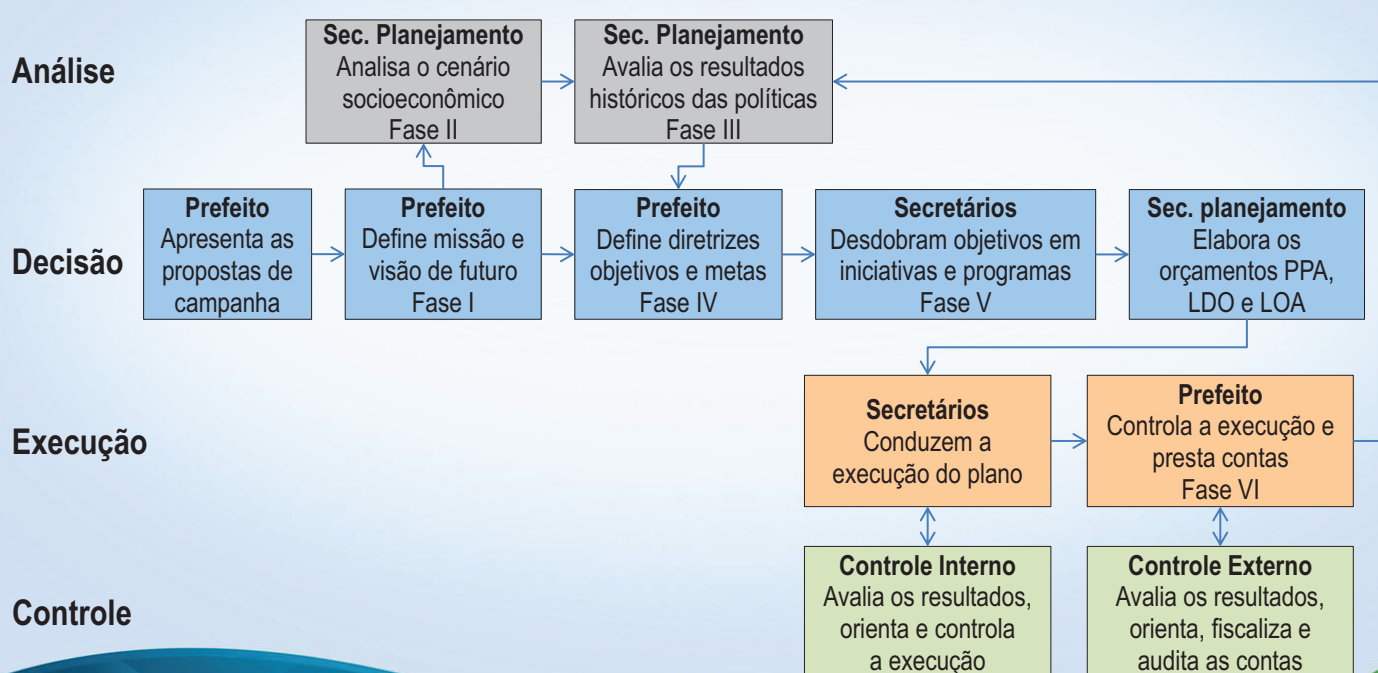 Análise
Sec. Planejamento
Analisa o cenário
socioeconômico
Fase II
Sec. Planejamento
Avalia os resultados
históricos das políticas
Fase III
Decisão
Prefeito
Apresenta as
propostas de
campanha
Prefeito
Define missão e
visão de futuro
Fase I
Prefeito
Define diretrizes
objetivos e metas
Fase IV
Secretários
Desdobram objetivos em
iniciativas e programas
Fase V
Sec. planejamento
Elabora os
orçamentos PPA,
LDO e LOA
Execução
Secretários
Conduzem a
execução do plano
Prefeito
Controla a execução e
presta contas
Fase VI
Controle
Controle Interno
Avalia os resultados,
orienta e controla
a execução
Controle Externo
Avalia os resultados,
orienta, fiscaliza e
audita as contas